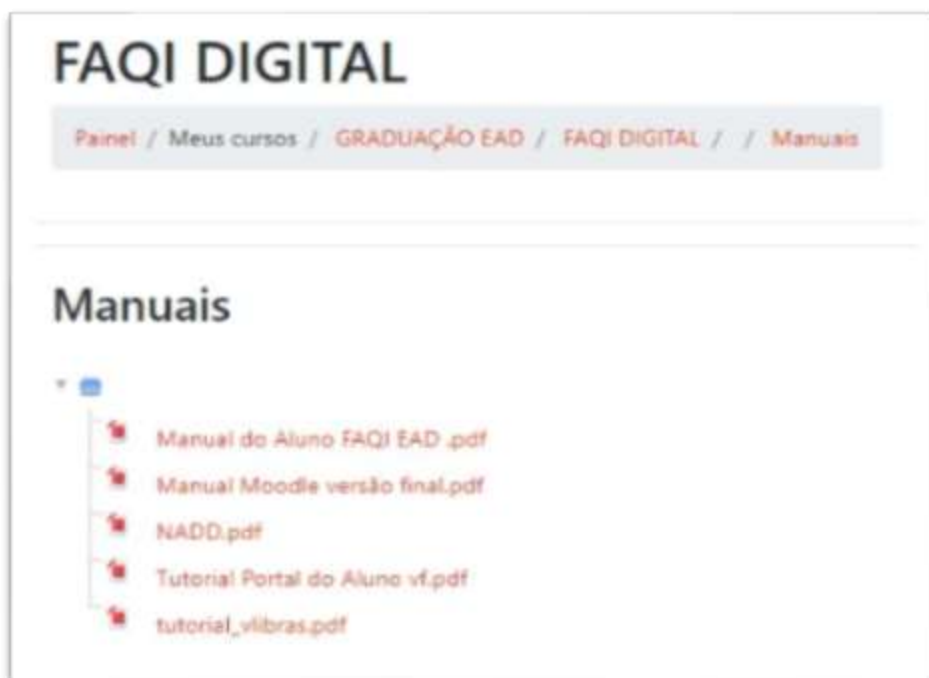 FAQI DIGITAL
Painel / Meus cursos / GRADUAÇÃO EAD / FAQI DIGITAL / / Manuais
Manuais
Manual do Aluno FAQI EAD .pdf
Manual Moodle versão final.pdf
NADD.pdf
Tutorial Portal do Aluno vf.pdf
tutorial_vlibras.pdf